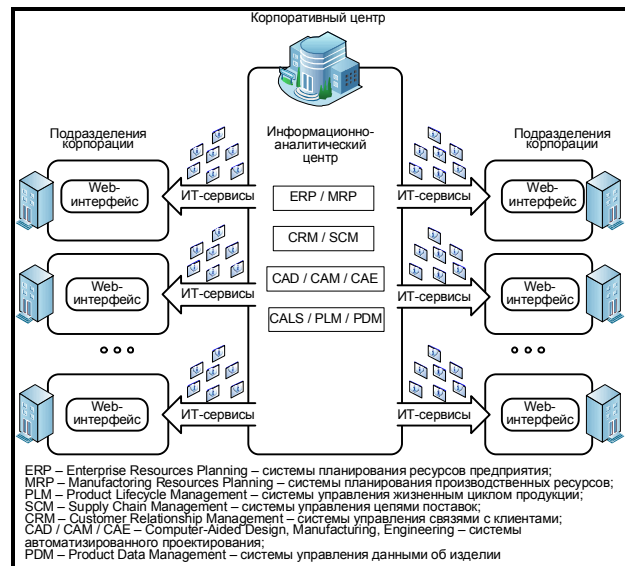 Корпоративный центр
Подразделения
корпорации
Информационно-
аналитический
центр
Подразделения
корпорации
Web-
интерфейс
ИТ-сервисы
ERP / MRP
ИТ-сервисы
Web-
интерфейс
CRM / SCM
Web-
интерфейс
ИТ-сервисы
CAD / CAM / CAE
ИТ-сервисы
Web-
интерфейс
CALS / PLM / PDM
Web-
интерфейс
ИТ-сервисы
ИТ-сервисы
Web-
интерфейс
ERP – Enterprise Resources Planning – системы планирования ресурсов предприятия;
MRP – Manufactoring Resources Planning – системы планирования производственных ресурсов;
PLM – Product Lifecycle Management – системы управления жизненным циклом продукции;
SCM – Supply Chain Management – системы управления цепями поставок;
CRM – Customer Relationship Management – системы управления связями с клиентами;
CAD / CAM / CAE – Computer-Aided Design, Manufacturing, Engineering – системы
автоматизированного проектирования;
PDM – Product Data Management – системы управления данными об изделии